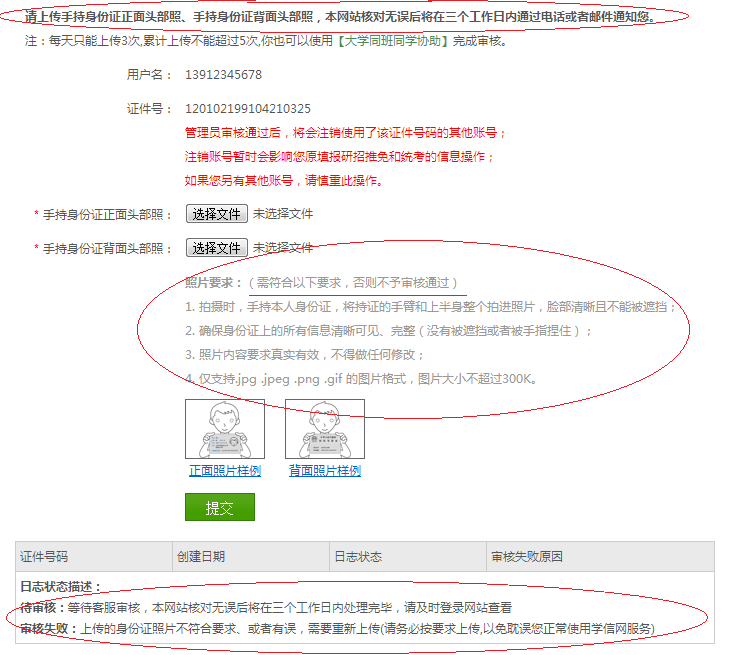 请上传手持身份证正面头部照、手持身份证背面头部照，本网站核对无误后将在三个工作日内通过电话或者邮件通知您。
注：每天只能上传3次,累计上传不能超过5次,你也可以使用【大学同班同学协助】完成审核。
用户名： 13912345678
证件号： 120102199104210325
管理员审核通过后，将会注销使用了该证件号码的其他账号；
注销账号暂时会影响您原填报研招推免和统考的信息操作；
如果您另有其他账号，请慎重此操作。
* 手持身份证正面头部照： 选择文件 未选择文件
* 手持身份证背面头部照： 选择文件 未选择文件
照片要求：（需符合以下要求，否则不予审核通过）
1. 拍摄时，手持本人身份证，将持证的手臂和上半身整个拍进照片，脸部清晰且不能被遮挡；
2. 确保身份证上的所有信息清晰可见、完整（没有被遮挡或者被手指捏住）；
3. 照片内容要求真实有效，不得做任何修改；
4. 仅支持.jpg .jpeg .png .gif 的图片格式，图片大小不超过300K。
正面照片样例 背面照片样例
提交
证件号码 创建日期 日志状态 审核失败原因
日志状态描述：
待审核：等待客服审核，本网站核对无误后将在三个工作日内处理完毕，请及时登录网站查看
审核失败：上传的身份证照片不符合要求、或者有误，需要重新上传(请务必按要求上传,以免耽误您正常使用学信网服务)